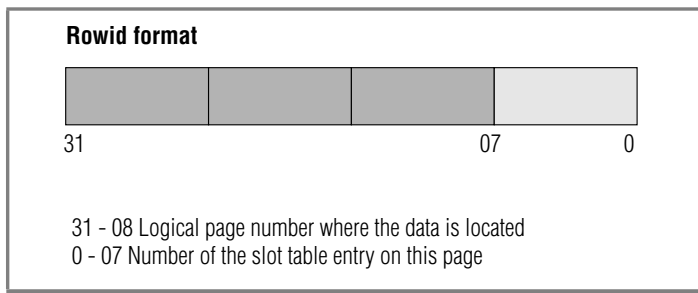 Rowid format
31 07 0
31 - 08 Logical page number where the data is located
0 - 07 Number of the slot table entry on this page